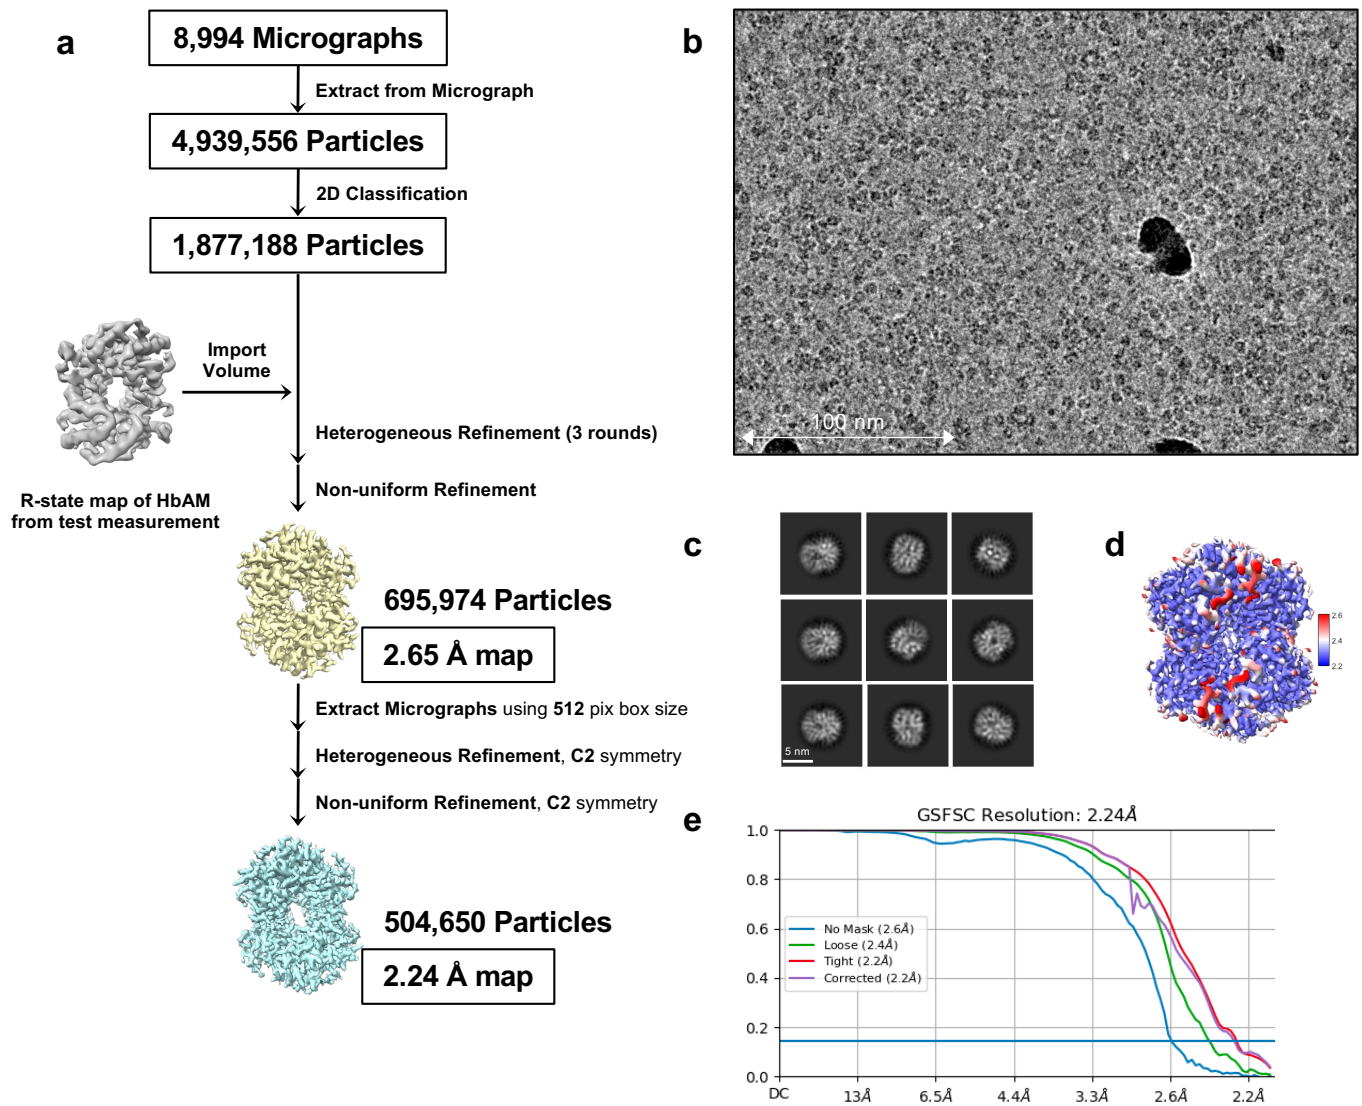 a
8,994 Micrographs
Extract from Micrograph
4,939,556 Particles
2D Classification
1,877,188 Particles
Import
Volume
Heterogeneous Refinement (3 rounds)
Non-uniform Refinement
R-state map of HbAM
from test measurement
695,974 Particles
2.65 Å map
Extract Micrographs using 512 pix box size
Heterogeneous Refinement, C2 symmetry
Non-uniform Refinement, C2 symmetry
504,650 Particles
2.24 Å map
b
100 nm
c
5 nm
d
2.6
2.4
2.2
e
GSFSC Resolution: 2.24Å
1.0
0.8
0.6
0.4
0.2
0.0
No Mask (2.6Å)
Loose (2.4Å)
Tight (2.2Å)
Corrected (2.2Å)
DC 13Å 6.5Å 4.4Å 3.3Å 2.6Å 2.2Å